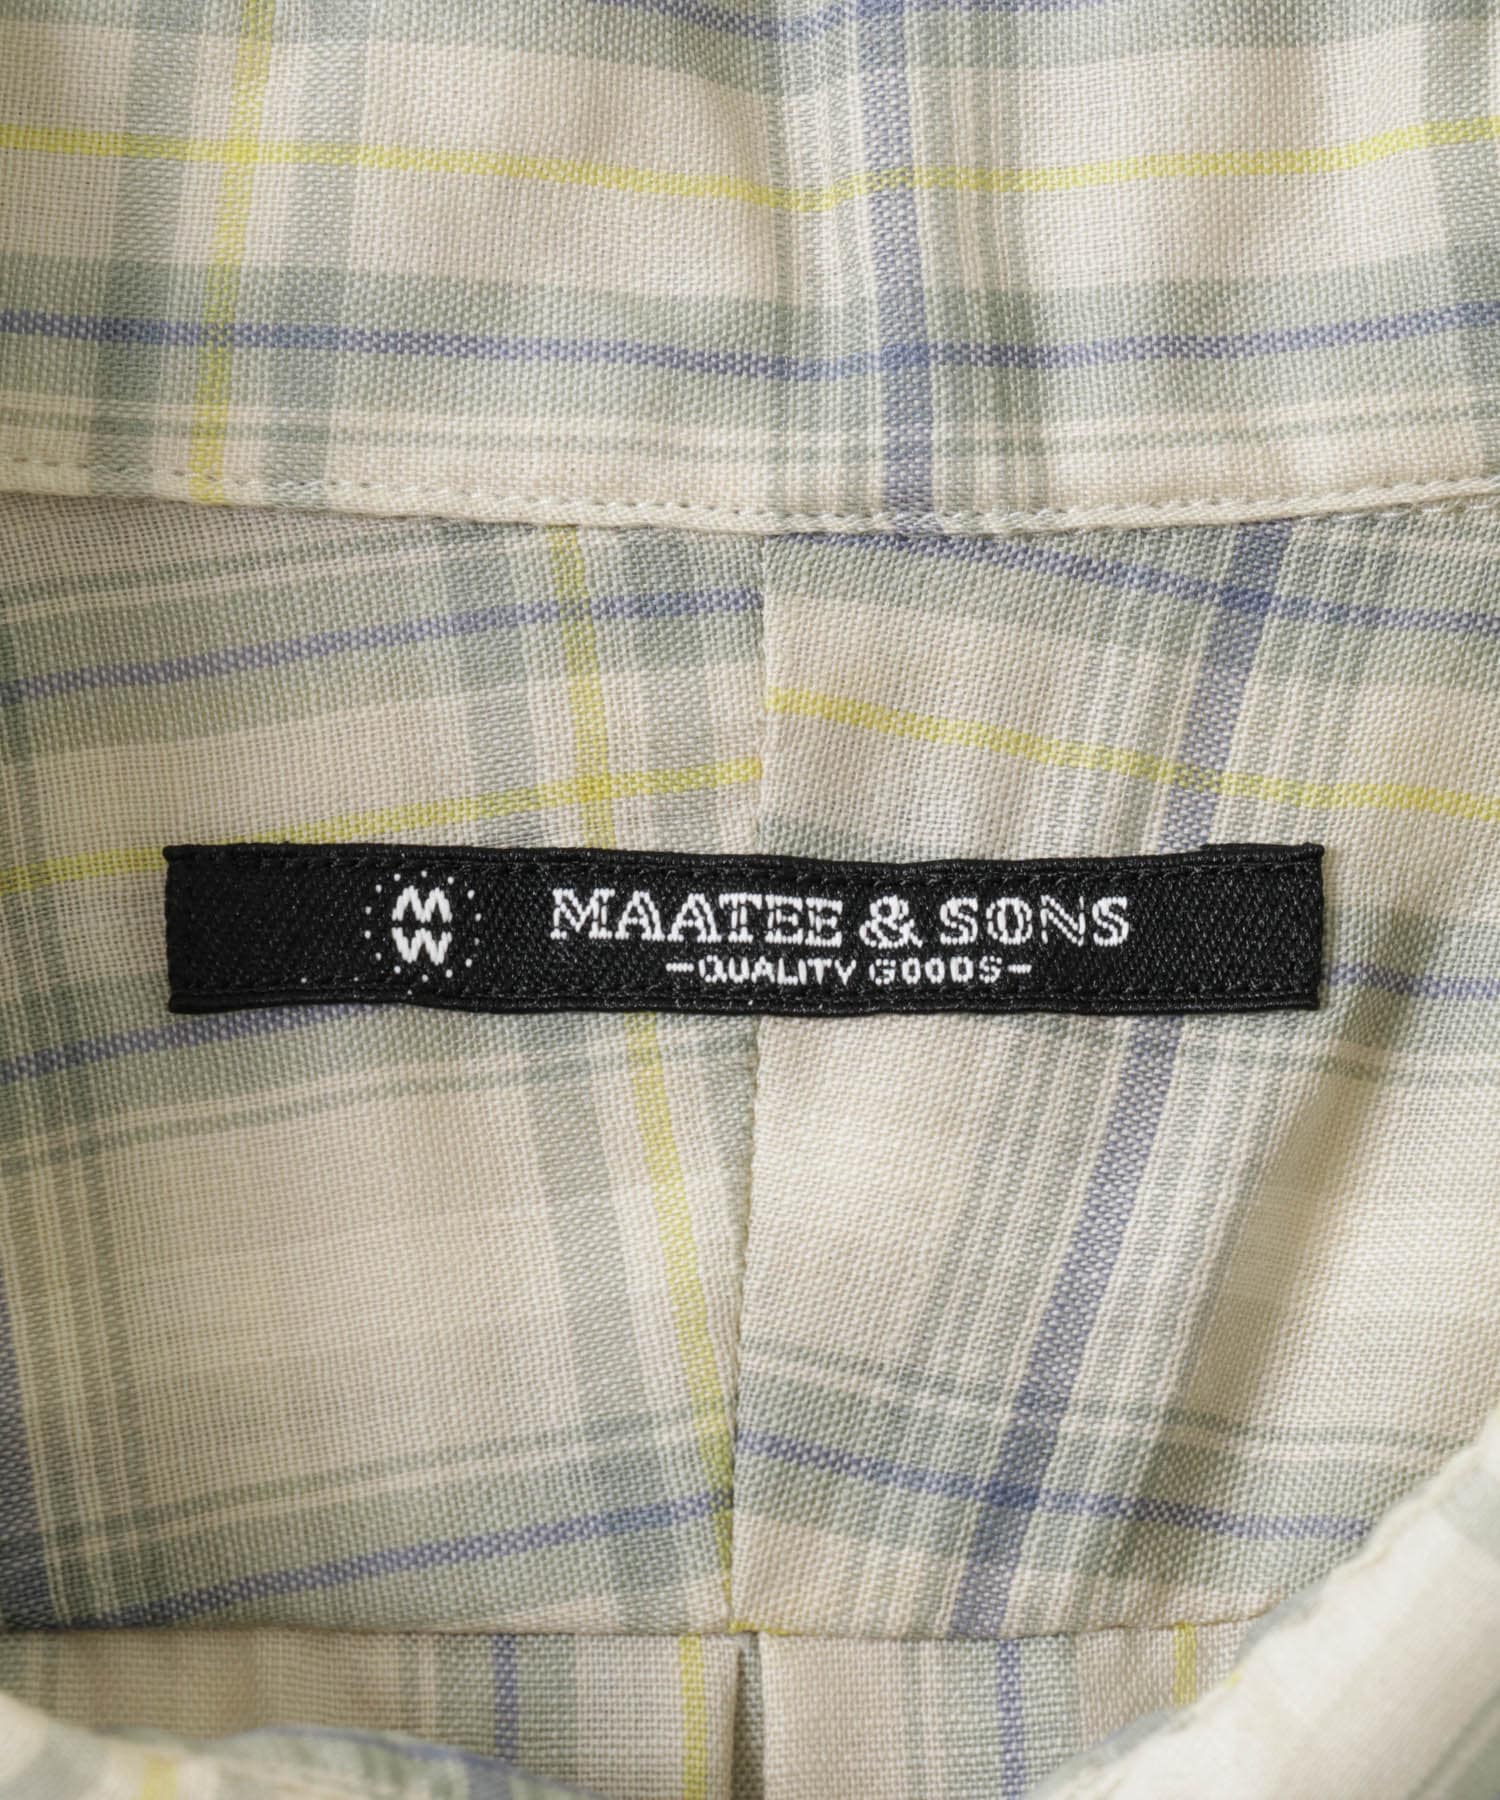 M
W
MAATEE & SONS
-QUALITY GOODS-